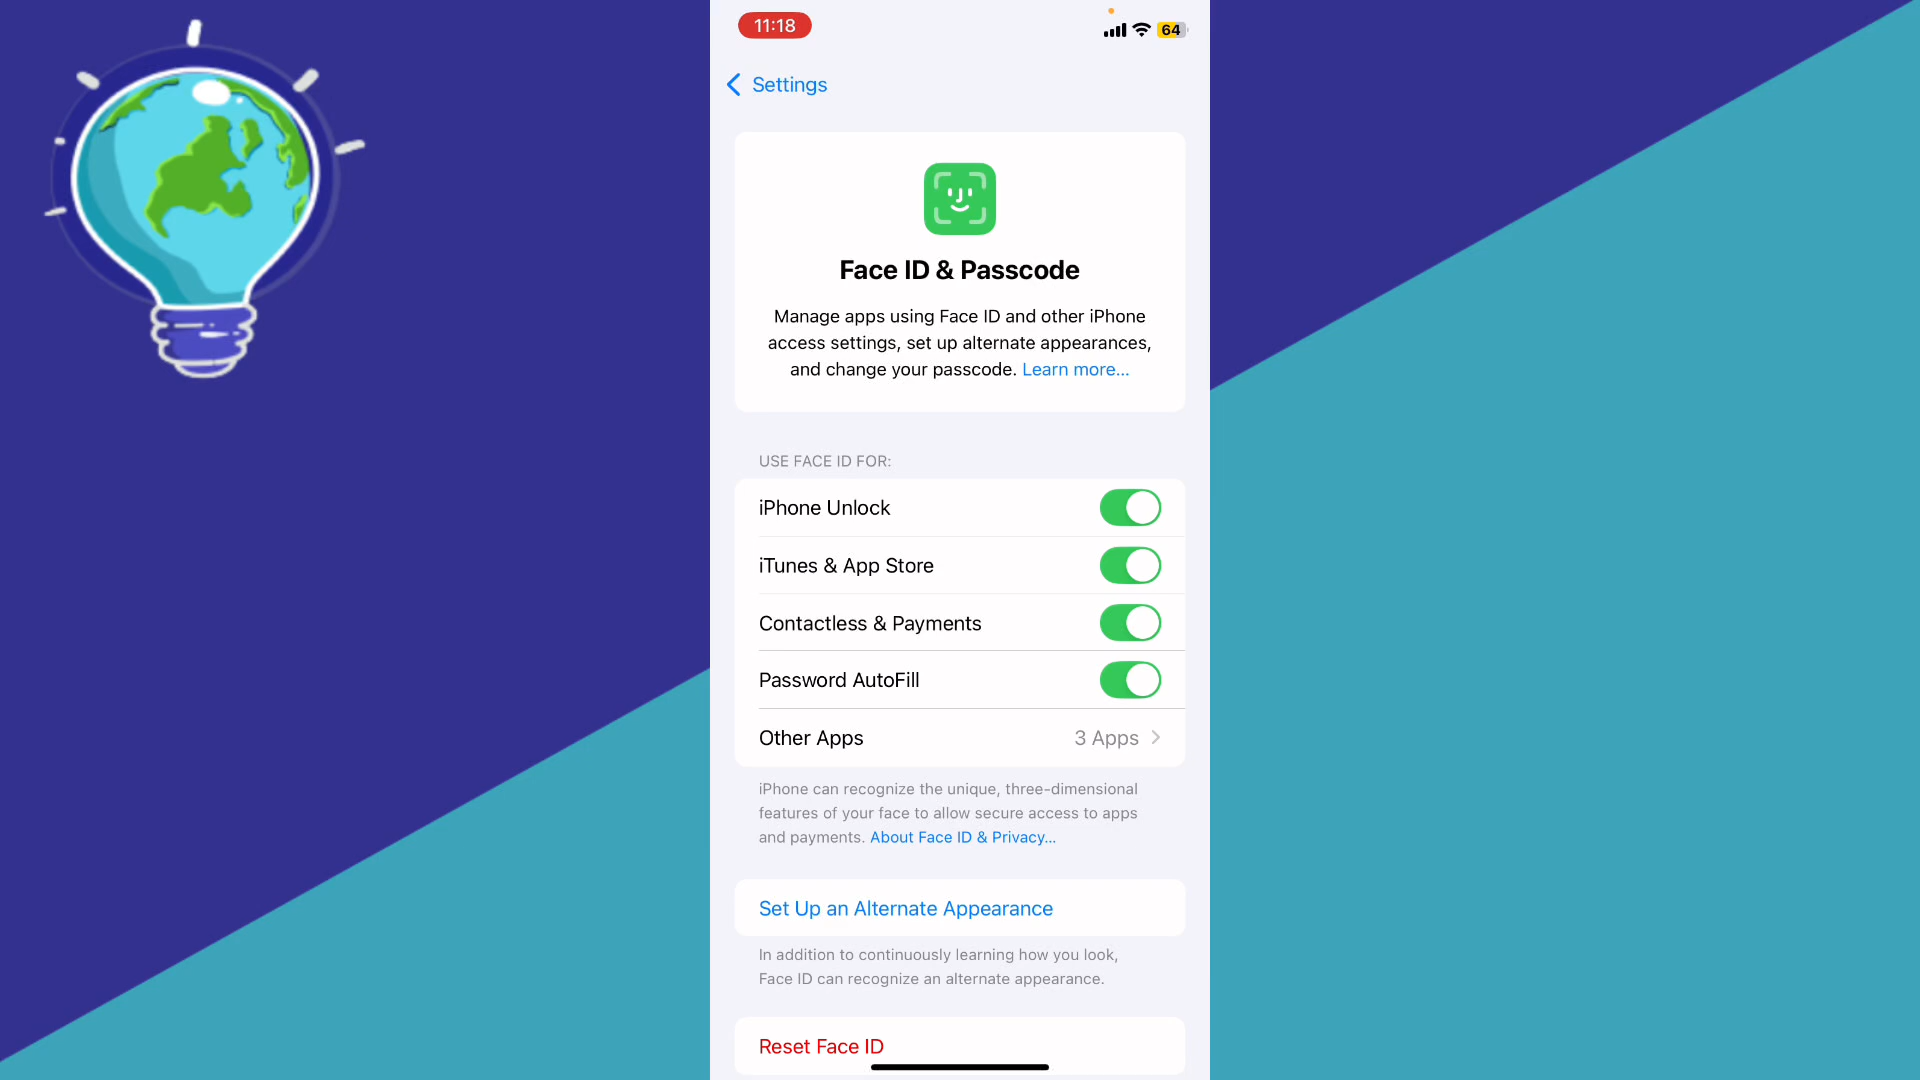 11:18
64
Settings
Face ID & Passcode
Manage apps using Face ID and other iPhone
access settings, set up alternate appearances,
and change your passcode. Learn more...
USE FACE ID FOR:
iPhone Unlock
iTunes & App Store
Contactless & Payments
Password AutoFill
Other Apps 3 Apps
iPhone can recognize the unique, three-dimensional
features of your face to allow secure access to apps
and payments. About Face ID & Privacy...
Set Up an Alternate Appearance
In addition to continuously learning how you look,
Face ID can recognize an alternate appearance.
Reset Face ID